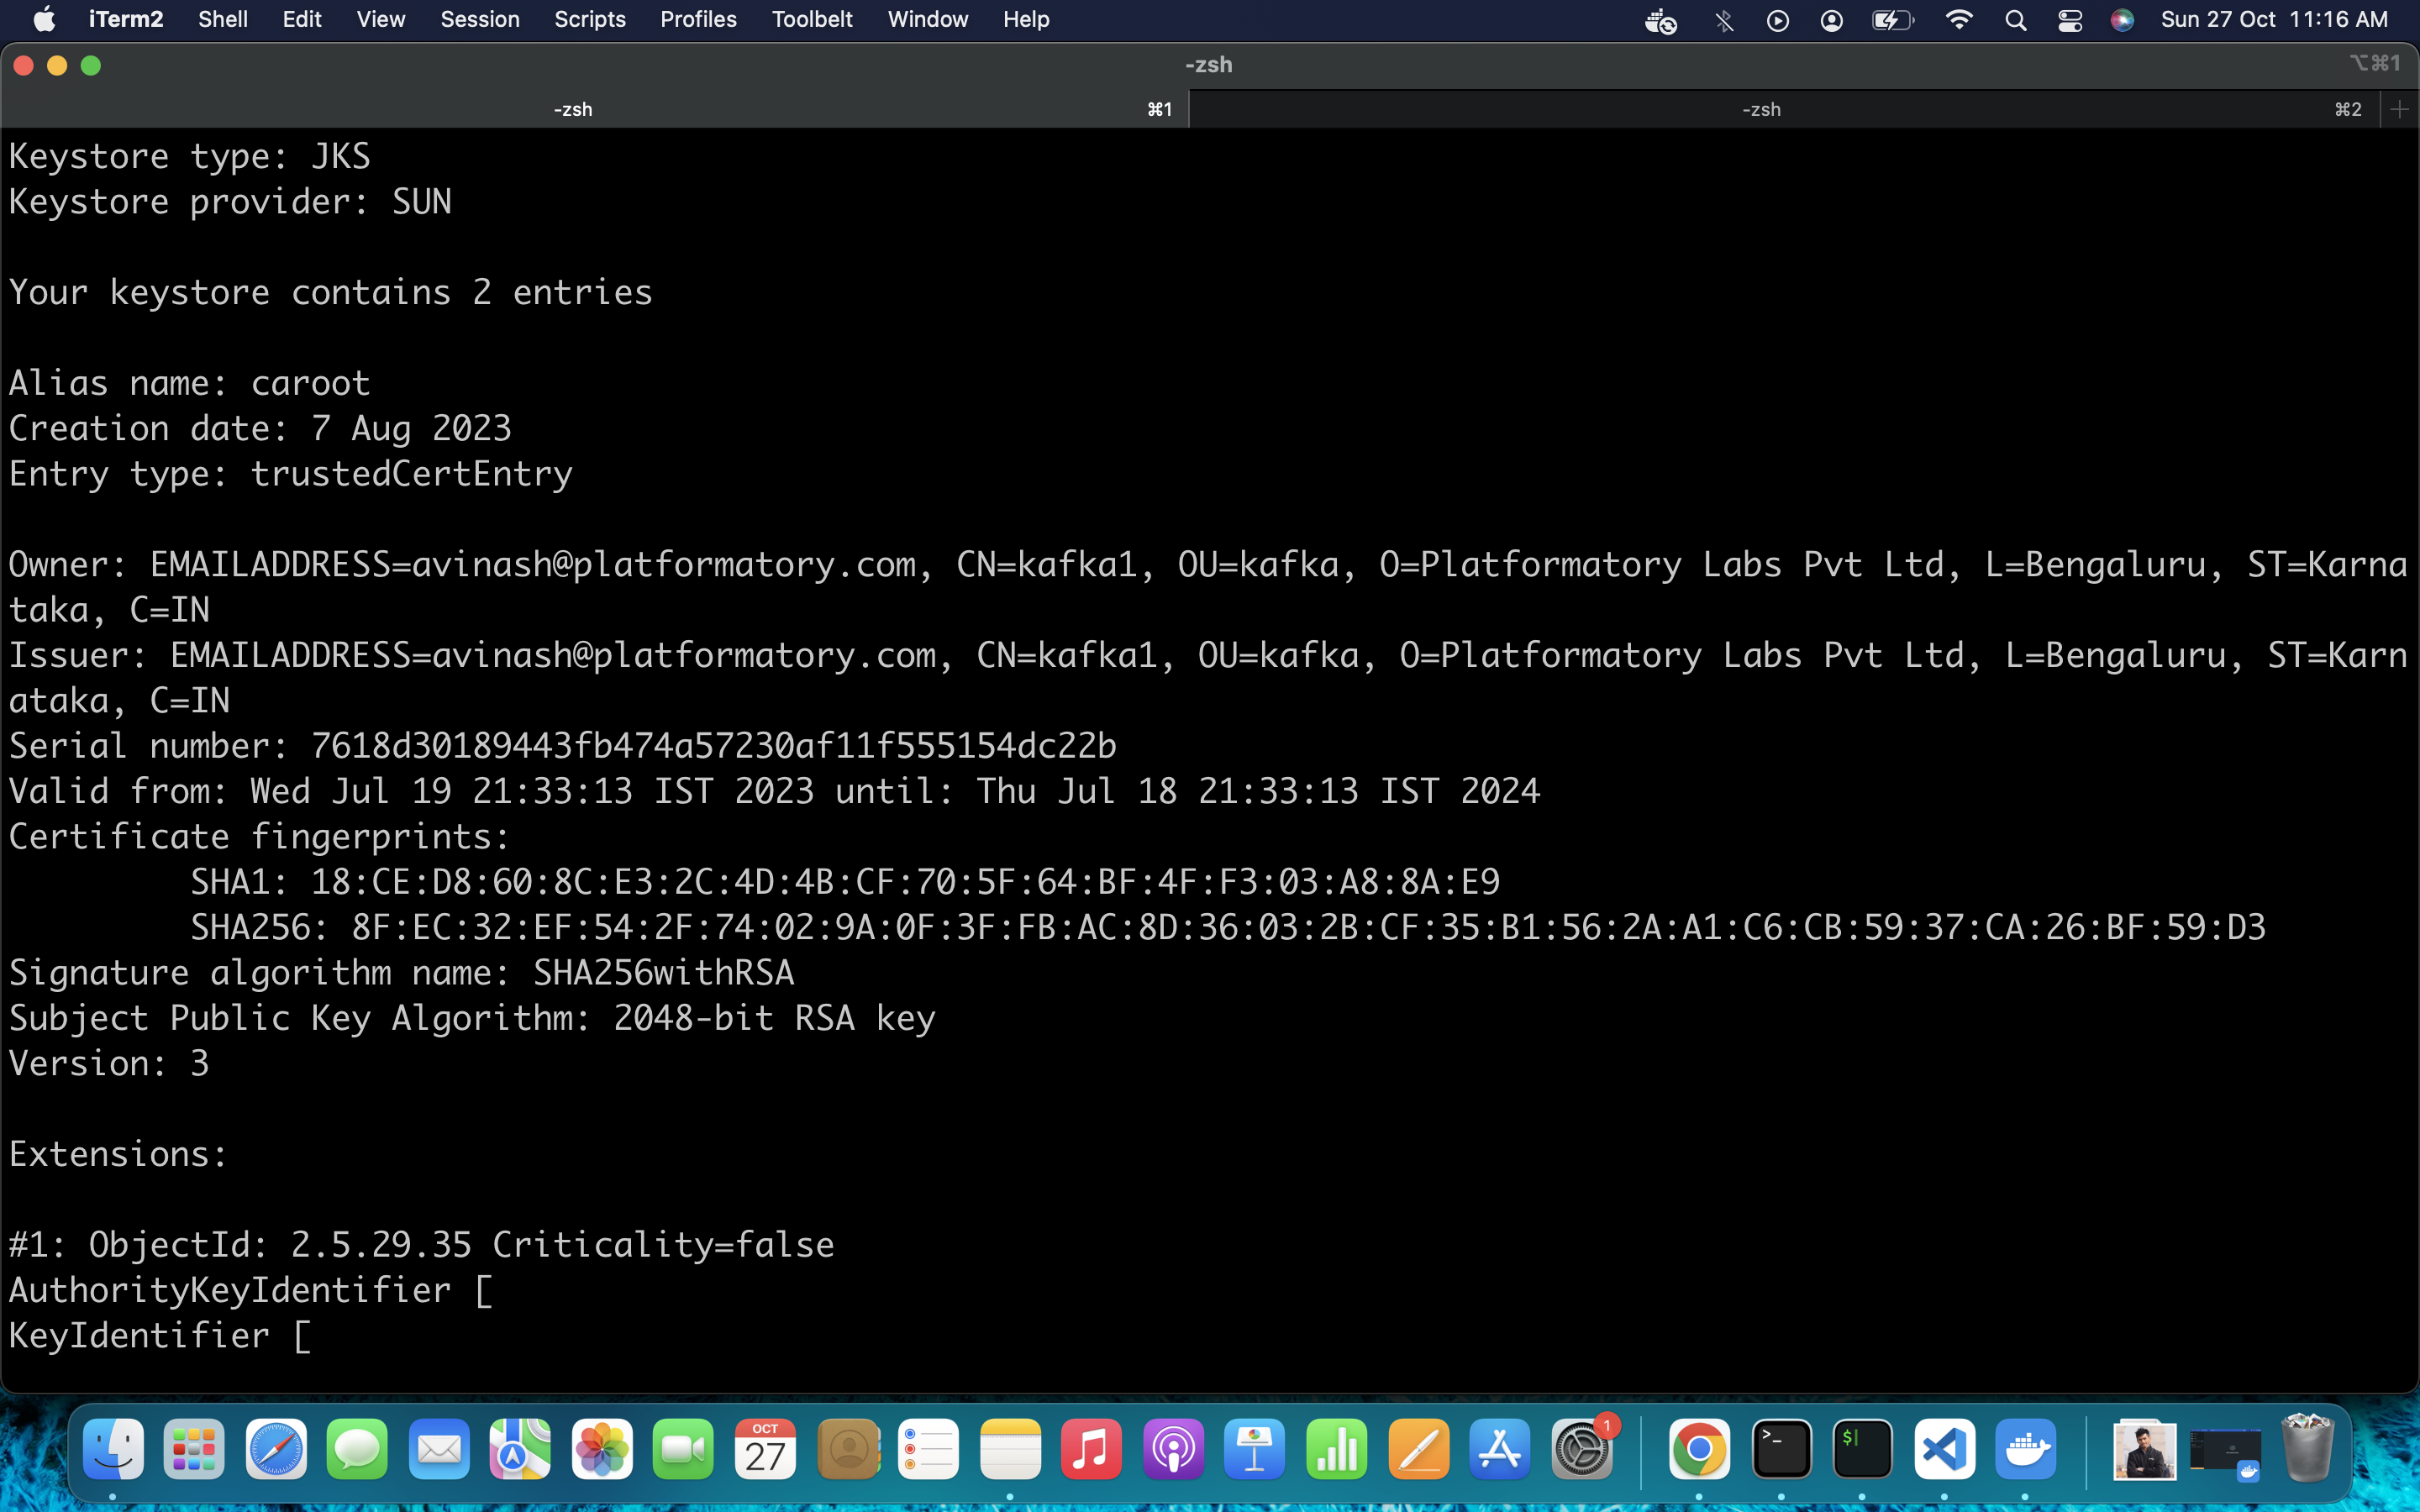 iTerm2 Shell Edit View Session Scripts Profiles Toolbelt Window Help Sun 27 Oct 11:16 AM
-zsh ⌥⌘1
-zsh ⌘1 -zsh ⌘2
Keystore type: JKS
Keystore provider: SUN
Your keystore contains 2 entries
Alias name: caroot
Creation date: 7 Aug 2023
Entry type: trustedCertEntry
Owner: EMAILADDRESS=avinash@platformatory.com, CN=kafka1, OU=kafka, O=Platformatory Labs Pvt Ltd, L=Bengaluru, ST=Karna
taka, C=IN
Issuer: EMAILADDRESS=avinash@platformatory.com, CN=kafka1, OU=kafka, O=Platformatory Labs Pvt Ltd, L=Bengaluru, ST=Karn
ataka, C=IN
Serial number: 7618d30189443fb474a57230af11f555154dc22b
Valid from: Wed Jul 19 21:33:13 IST 2023 until: Thu Jul 18 21:33:13 IST 2024
Certificate fingerprints:
SHA1: 18:CE:D8:60:8C:E3:2C:4D:4B:CF:70:5F:64:BF:4F:F3:03:A8:8A:E9
SHA256: 8F:EC:32:EF:54:2F:74:02:9A:0F:3F:FB:AC:8D:36:03:2B:CF:35:B1:56:2A:A1:C6:CB:59:37:CA:26:BF:59:D3
Signature algorithm name: SHA256withRSA
Subject Public Key Algorithm: 2048-bit RSA key
Version: 3
Extensions:
#1: ObjectId: 2.5.29.35 Criticality=false
AuthorityKeyIdentifier [
KeyIdentifier [
OCT
27
1
>_
$